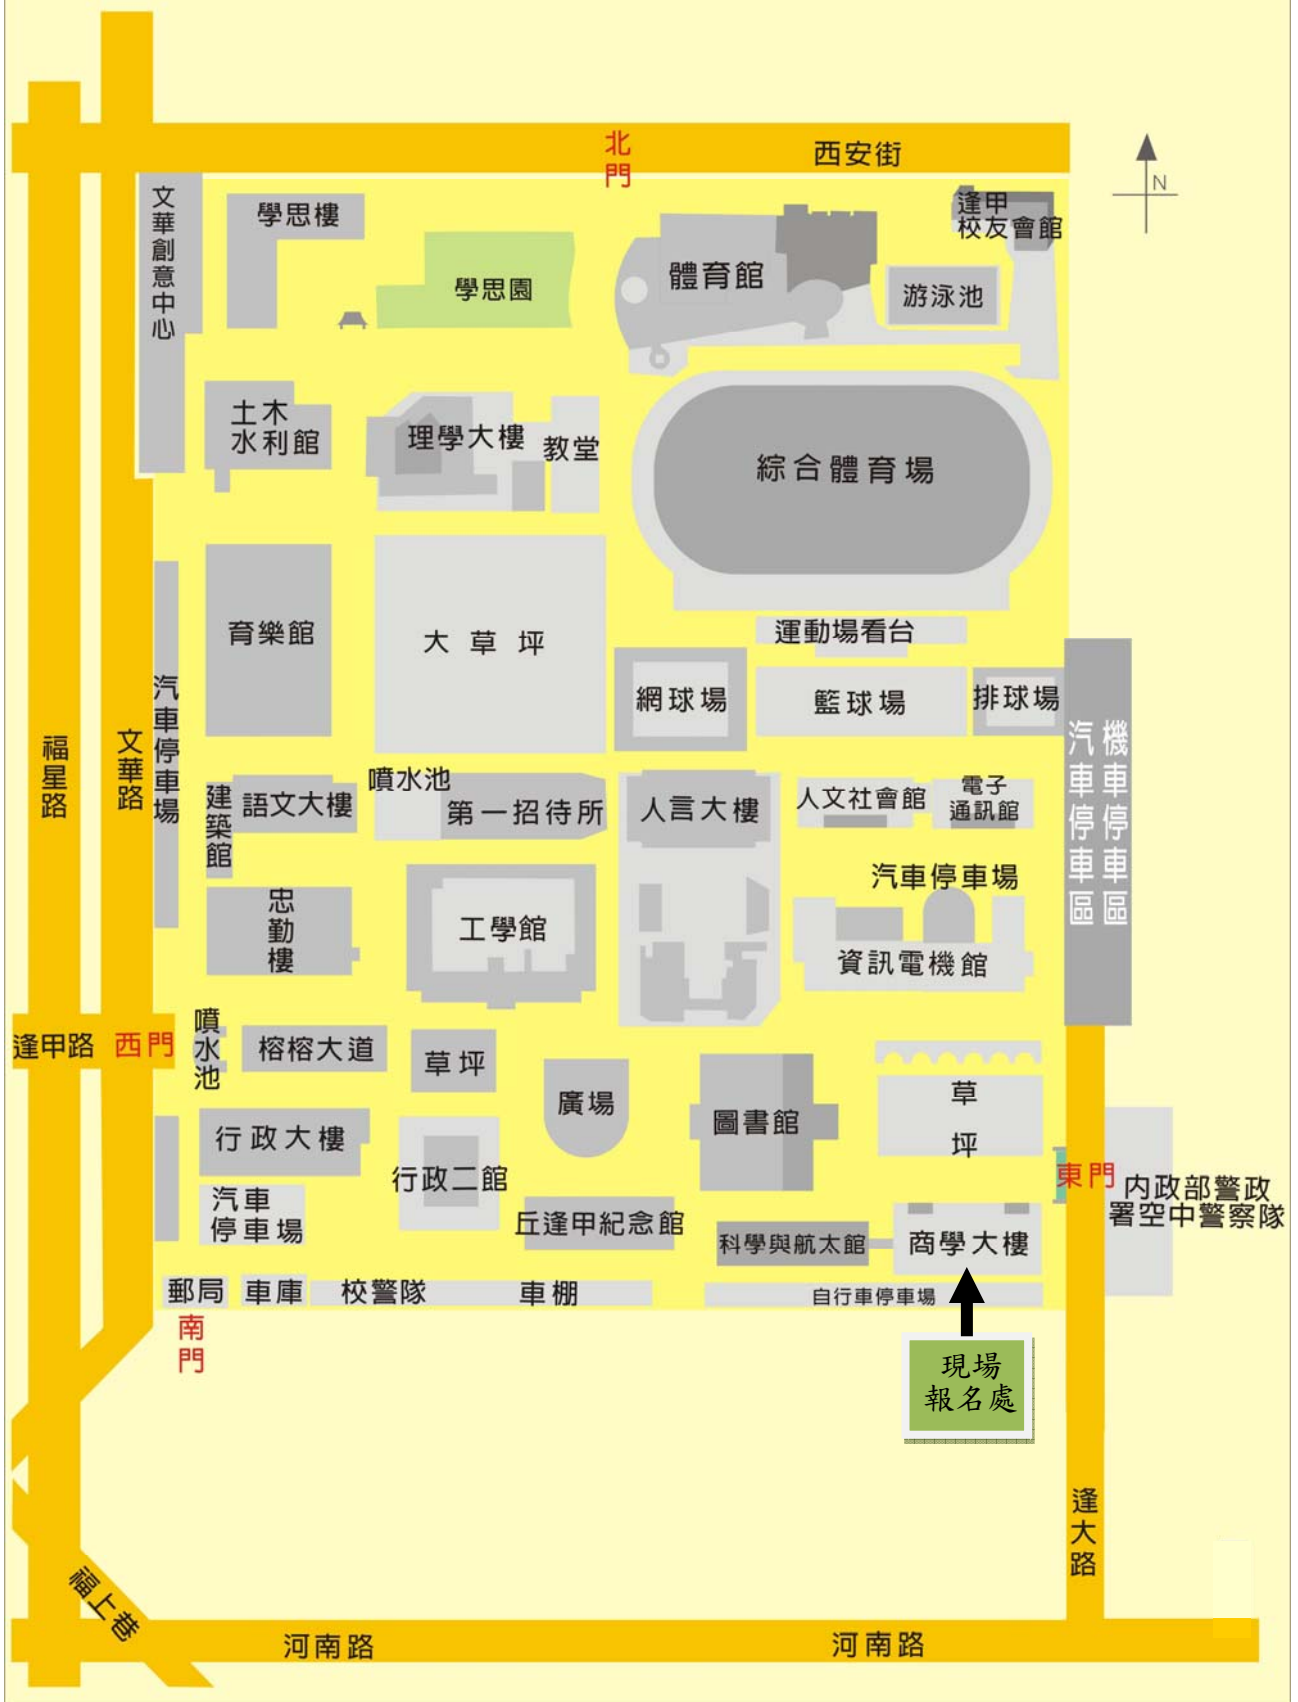 北門
西安街
N
文華創意中心
學思樓
學思園
體育館
逢甲
校友會館
游泳池
土木
水利館
理學大樓
教堂
綜合體育場
育樂館
大草坪
運動場看台
網球場
籃球場
排球場
福星路
文華路
汽車停車場
汽車停車區
機車停車區
建築館
語文大樓
噴水池
第一招待所
人言大樓
人文社會館
電子
通訊館
忠勤樓
工學館
汽車停車場
資訊電機館
逢甲路
西門
噴水池
榕榕大道
草坪
廣場
圖書館
草坪
行政大樓
行政二館
東門
內政部警政
署空中警察隊
汽車
停車場
丘逢甲紀念館
科學與航太館
商學大樓
郵局
車庫
校警隊
車棚
自行車停車場
南門
現場
報名處
逢大路
福上巷
河南路
河南路